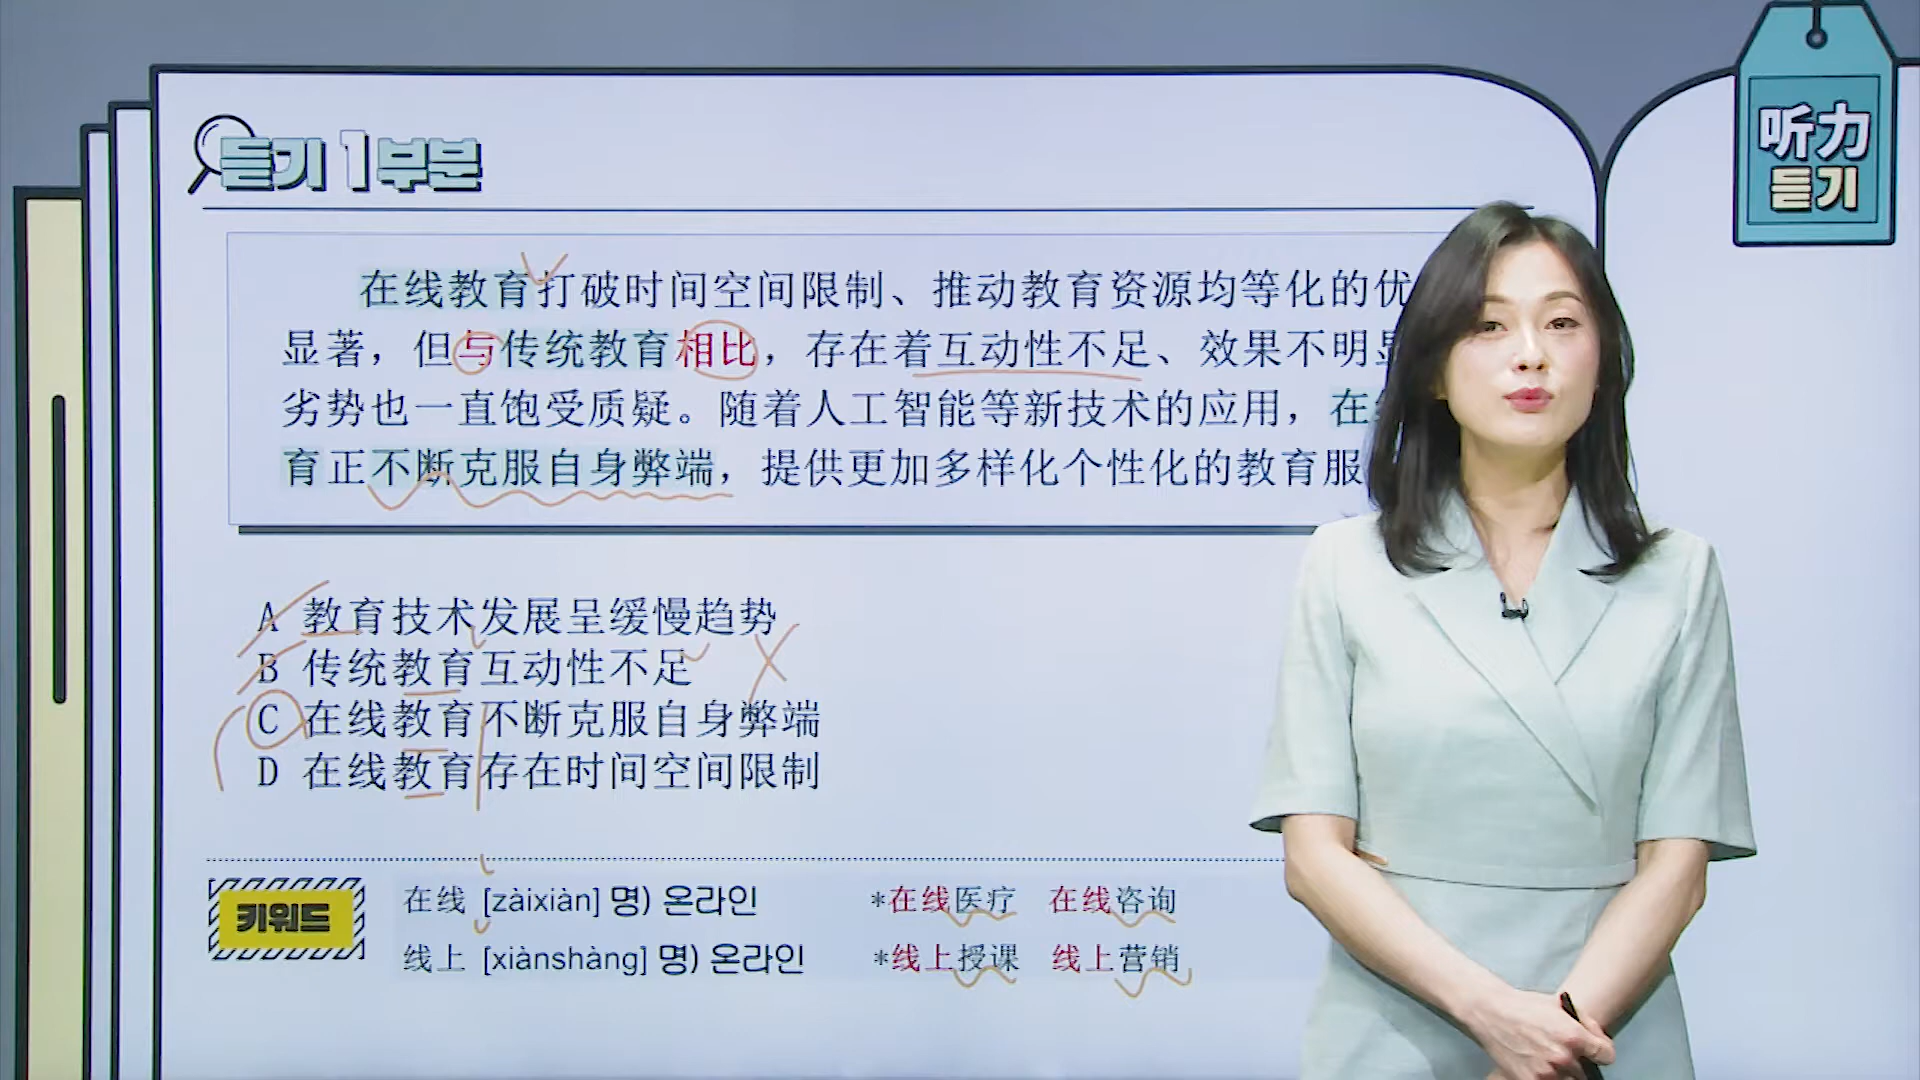 듣기 1부분
听力
듣기
在线教育打破时间空间限制、推动教育资源均等化的优
显著，但与传统教育相比，存在着互动性不足、效果不明显
劣势也一直饱受质疑。随着人工智能等新技术的应用，在
育正不断克服自身弊端，提供更加多样化个性化的教育服
A 教育技术发展呈缓慢趋势
B 传统教育互动性不足
C 在线教育不断克服自身弊端
D 在线教育存在时间空间限制
키워드
在线 [zàixiàn] 명) 온라인 *在线医疗 在线咨询
线上 [xiànshàng] 명) 온라인 *线上授课 线上营销